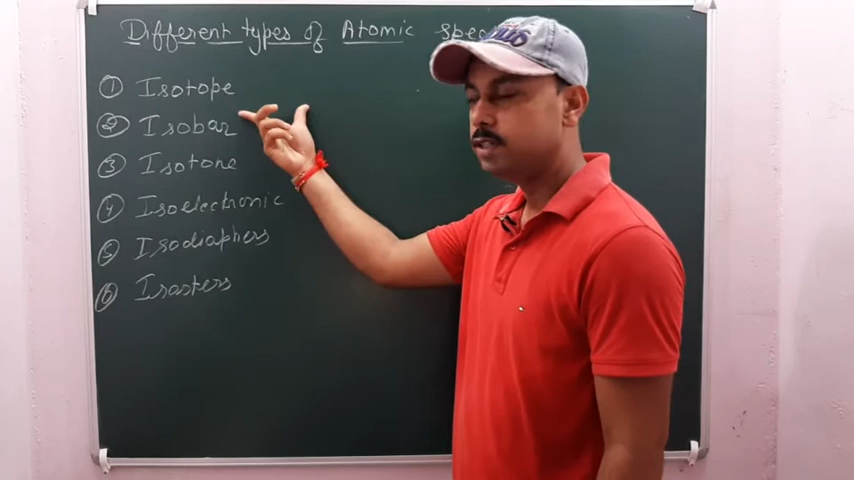 Different types of Atomic
① Isotope
② Isobar
③ Isotone
④ Isoelectronic
⑤ Isodiaphers
⑥ Isosters